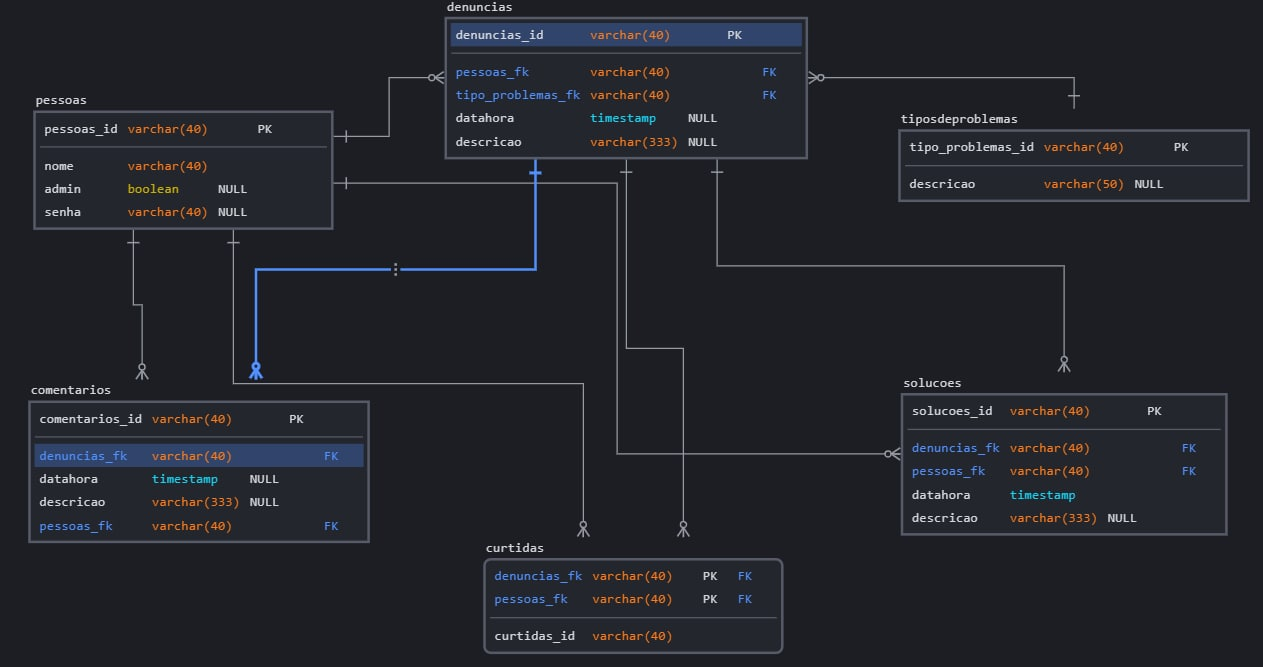 denuncias
denuncias_id varchar(40) PK
pessoas_fk varchar(40) FK
tipo_problemas_fk varchar(40) FK
datahora timestamp NULL
descricao varchar(333) NULL
pessoas
pessoas_id varchar(40) PK
nome varchar(40)
admin boolean NULL
senha varchar(40) NULL
tiposdeproblemas
tipo_problemas_id varchar(40) PK
descricao varchar(50) NULL
comentarios
comentarios_id varchar(40) PK
denuncias_fk varchar(40) FK
datahora timestamp NULL
descricao varchar(333) NULL
pessoas_fk varchar(40) FK
solucoes
solucoes_id varchar(40) PK
denuncias_fk varchar(40) FK
pessoas_fk varchar(40) FK
datahora timestamp
descricao varchar(333) NULL
curtidas
denuncias_fk varchar(40) PK FK
pessoas_fk varchar(40) PK FK
curtidas_id varchar(40)